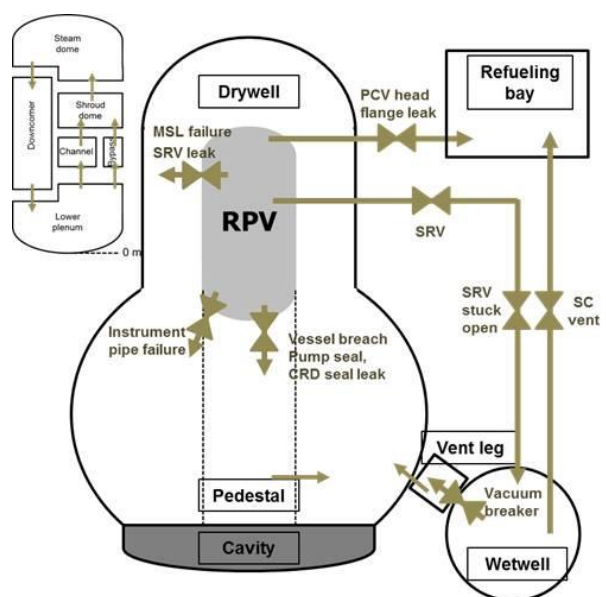 Steam
dome
Downcomer
Shroud
dome
Channel
Bypass
Lower
plenum
0 m
Drywell
MSL failure
SRV leak
RPV
PCV head
flange leak
Refueling
bay
SRV
SRV
stuck
open
SC
vent
Instrument
pipe failure
Vessel breach
Pump seal,
CRD seal leak
Vent leg
Pedestal
Vacuum
breaker
Cavity
Wetwell